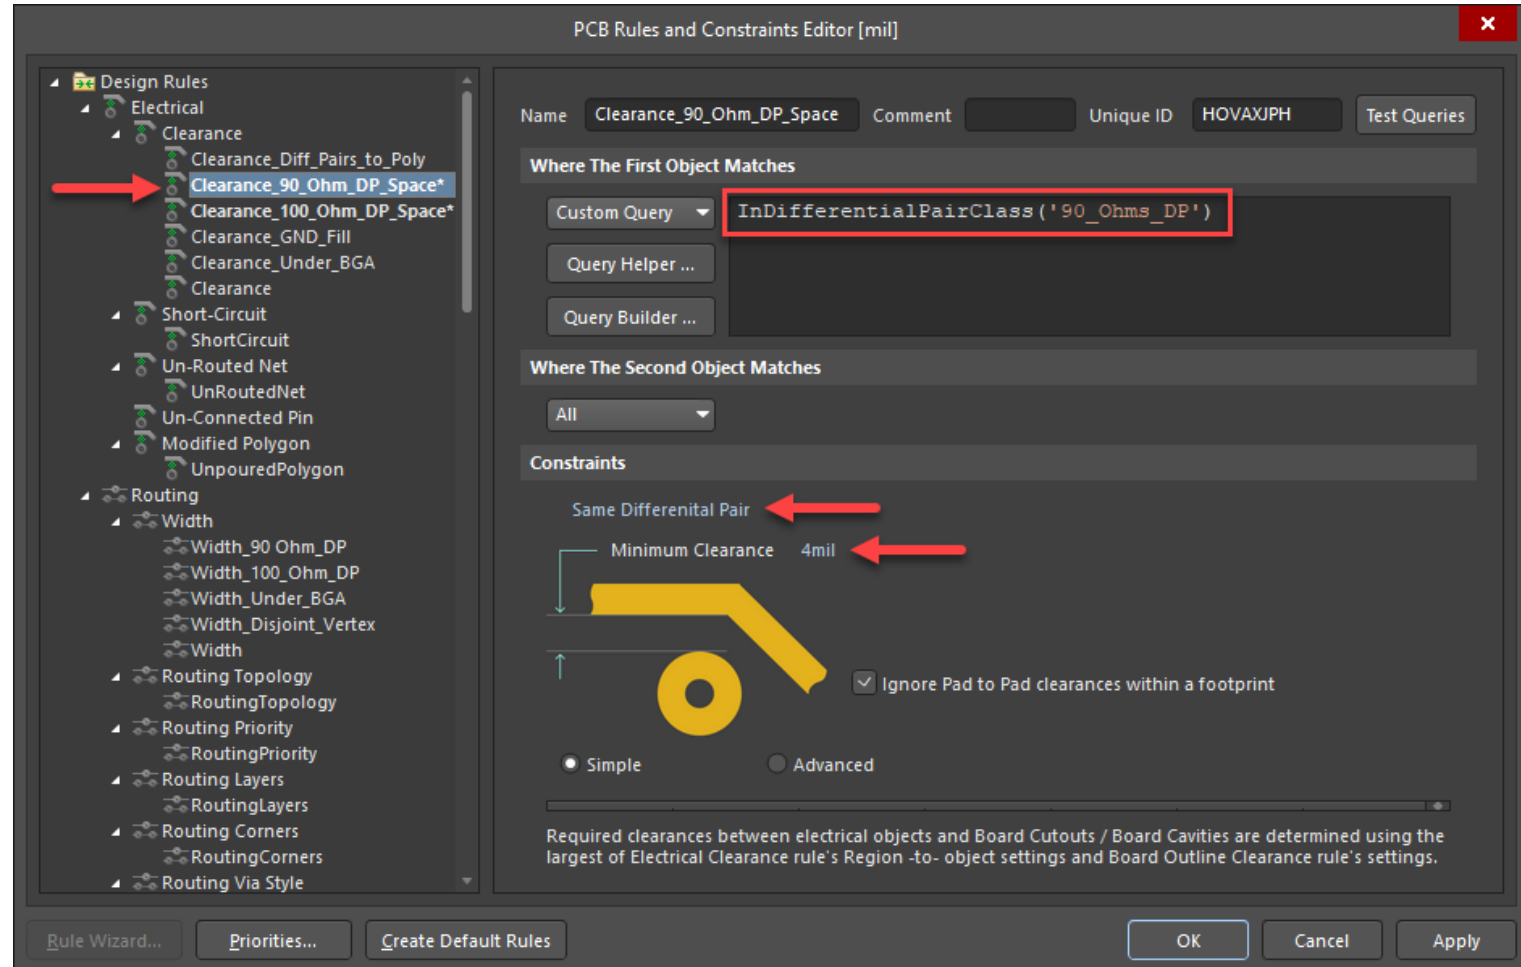 PCB Rules and Constraints Editor [mil]
Design Rules
Electrical
Clearance
Clearance_Diff_Pairs_to_Poly
Clearance_90_Ohm_DP_Space*
Clearance_100_Ohm_DP_Space*
Clearance_GND_Fill
Clearance_Under_BGA
Clearance
Short-Circuit
ShortCircuit
Un-Routed Net
UnRoutedNet
Un-Connected Pin
Modified Polygon
UnpouredPolygon
Routing
Width
Width_90 Ohm_DP
Width_100_Ohm_DP
Width_Under_BGA
Width_Disjoint_Vertex
Width
Routing Topology
RoutingTopology
Routing Priority
RoutingPriority
Routing Layers
RoutingLayers
Routing Corners
RoutingCorners
Routing Via Style
Name Clearance_90_Ohm_DP_Space Comment Unique ID HOVAXJPH Test Queries
Where The First Object Matches
Custom Query InDifferentialPairClass('90_Ohms_DP')
Query Helper ...
Query Builder ...
Where The Second Object Matches
All
Constraints
Same Differenital Pair
Minimum Clearance 4mil
Ignore Pad to Pad clearances within a footprint
Simple Advanced
Required clearances between electrical objects and Board Cutouts / Board Cavities are determined using the
largest of Electrical Clearance rule's Region -to- object settings and Board Outline Clearance rule's settings.
Rule Wizard... Priorities... Create Default Rules OK Cancel Apply